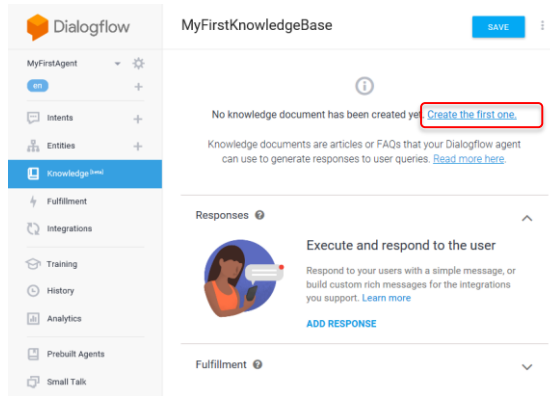 Dialogflow
MyFirstAgent
en
Intents
Entities
Knowledge [beta]
Fulfillment
Integrations
Training
History
Analytics
Prebuilt Agents
Small Talk
MyFirstKnowledgeBase
SAVE
No knowledge document has been created yet. Create the first one.
Knowledge documents are articles or FAQs that your Dialogflow agent
can use to generate responses to user queries. Read more here.
Responses
Execute and respond to the user
Respond to your users with a simple message, or
build custom rich messages for the integrations
you support. Learn more
ADD RESPONSE
Fulfillment